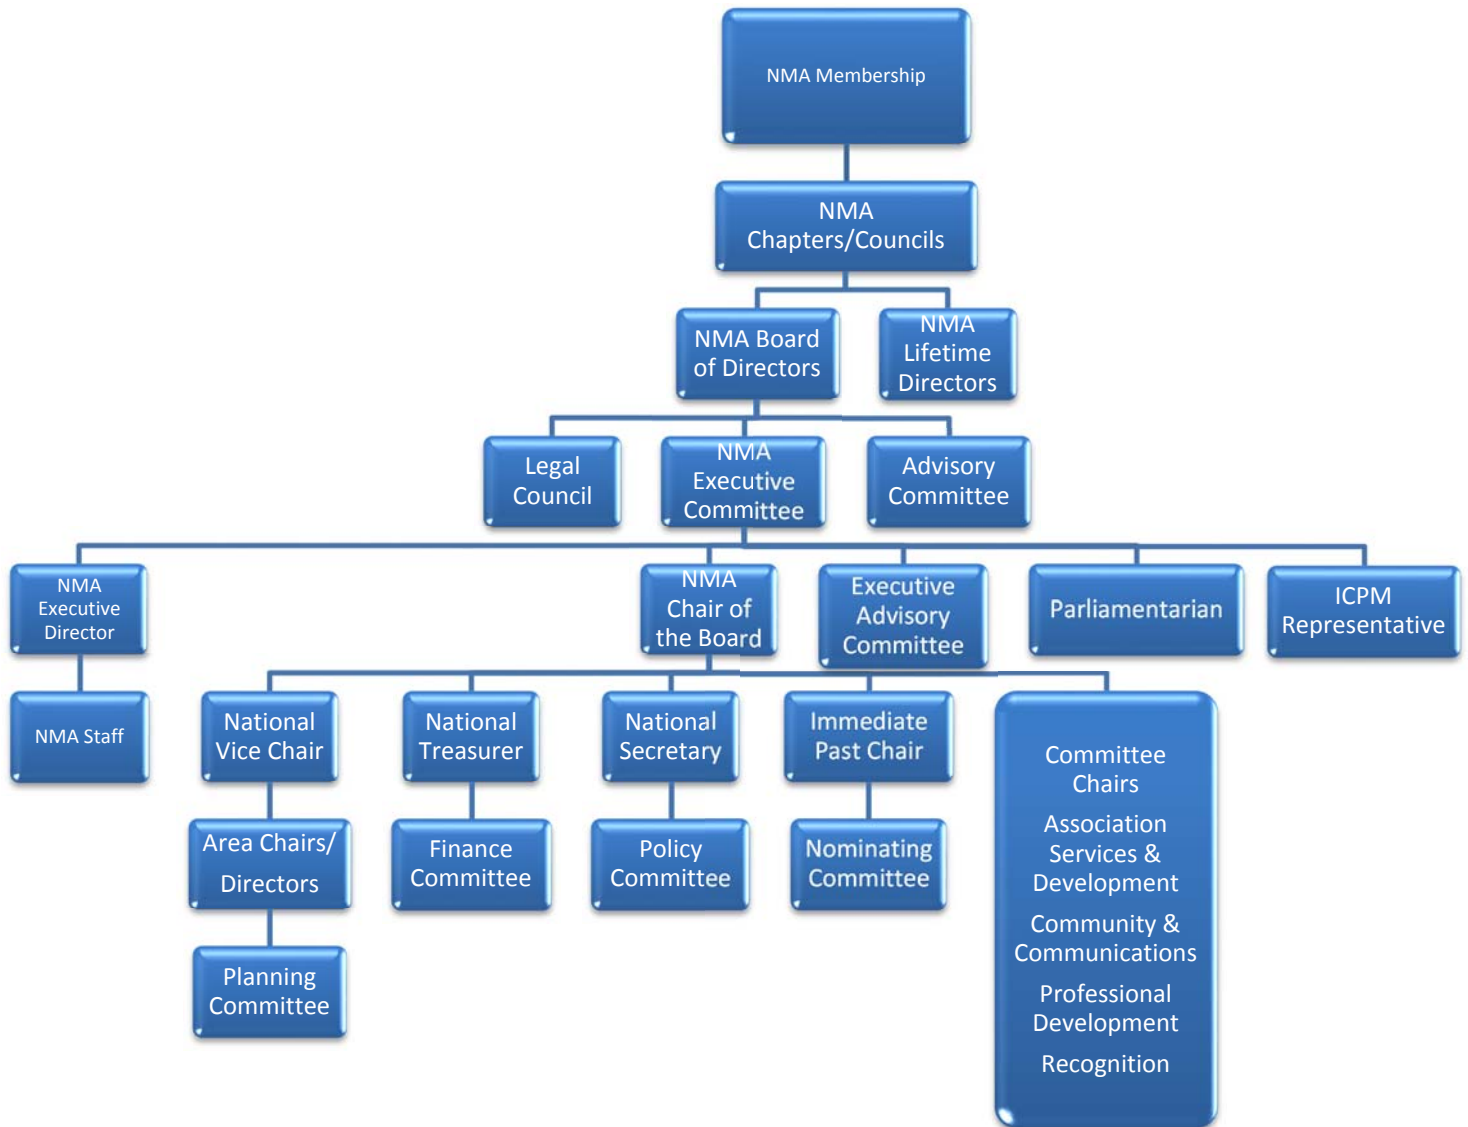 NMA Membership
NMA
Chapters/Councils
NMA Board
of Directors
NMA
Lifetime
Directors
Legal
Council
NMA
Executive
Committee
Advisory
Committee
NMA
Executive
Director
NMA
Chair of
the Board
Executive
Advisory
Committee
Parliamentarian
ICPM
Representative
NMA Staff
National
Vice Chair
National
Treasurer
National
Secretary
Immediate
Past Chair
Committee
Chairs
Association
Services &
Development
Community &
Communications
Professional
Development
Recognition
Area Chairs/
Directors
Finance
Committee
Policy
Committee
Nominating
Committee
Planning
Committee